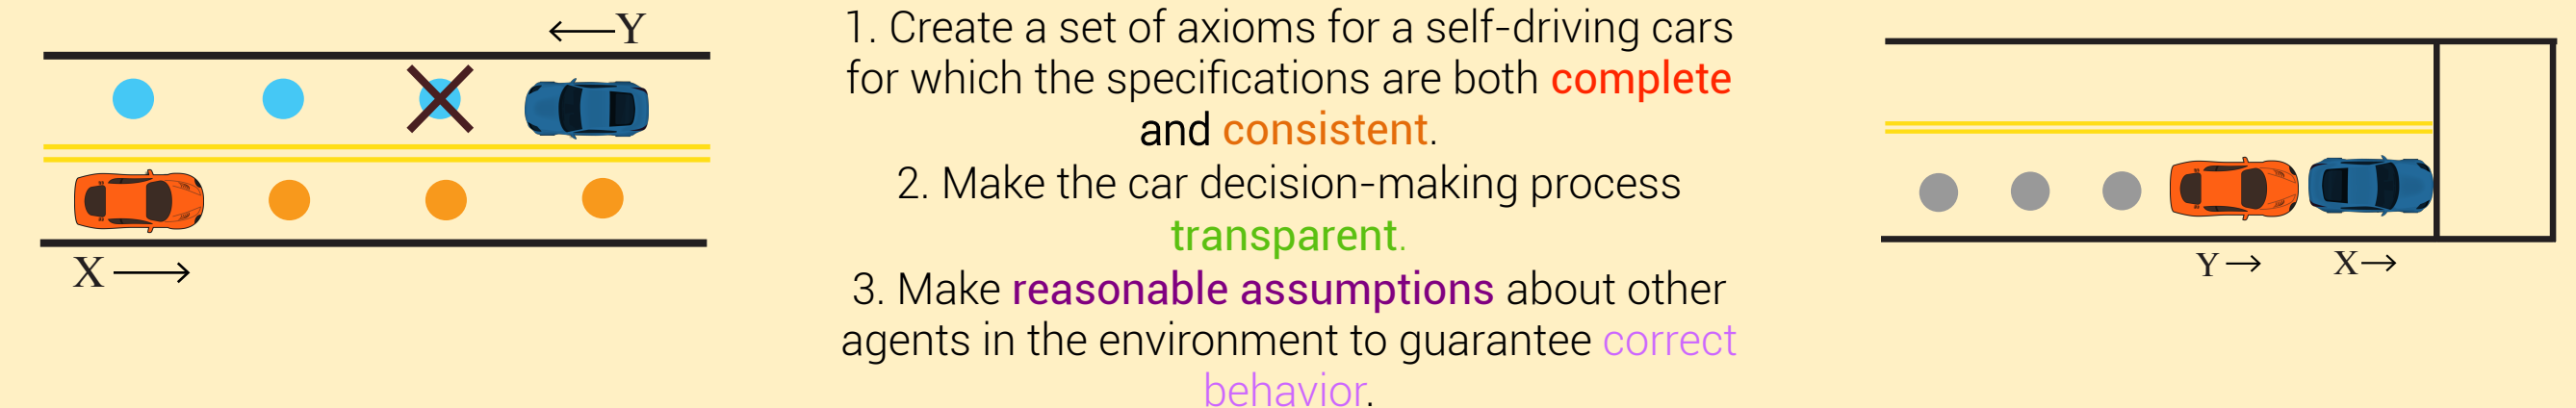 ←Y
X→
1. Create a set of axioms for a self-driving cars
for which the specifications are both complete
and consistent.
2. Make the car decision-making process
transparent.
3. Make reasonable assumptions about other
agents in the environment to guarantee correct
behavior.
Y→ X→